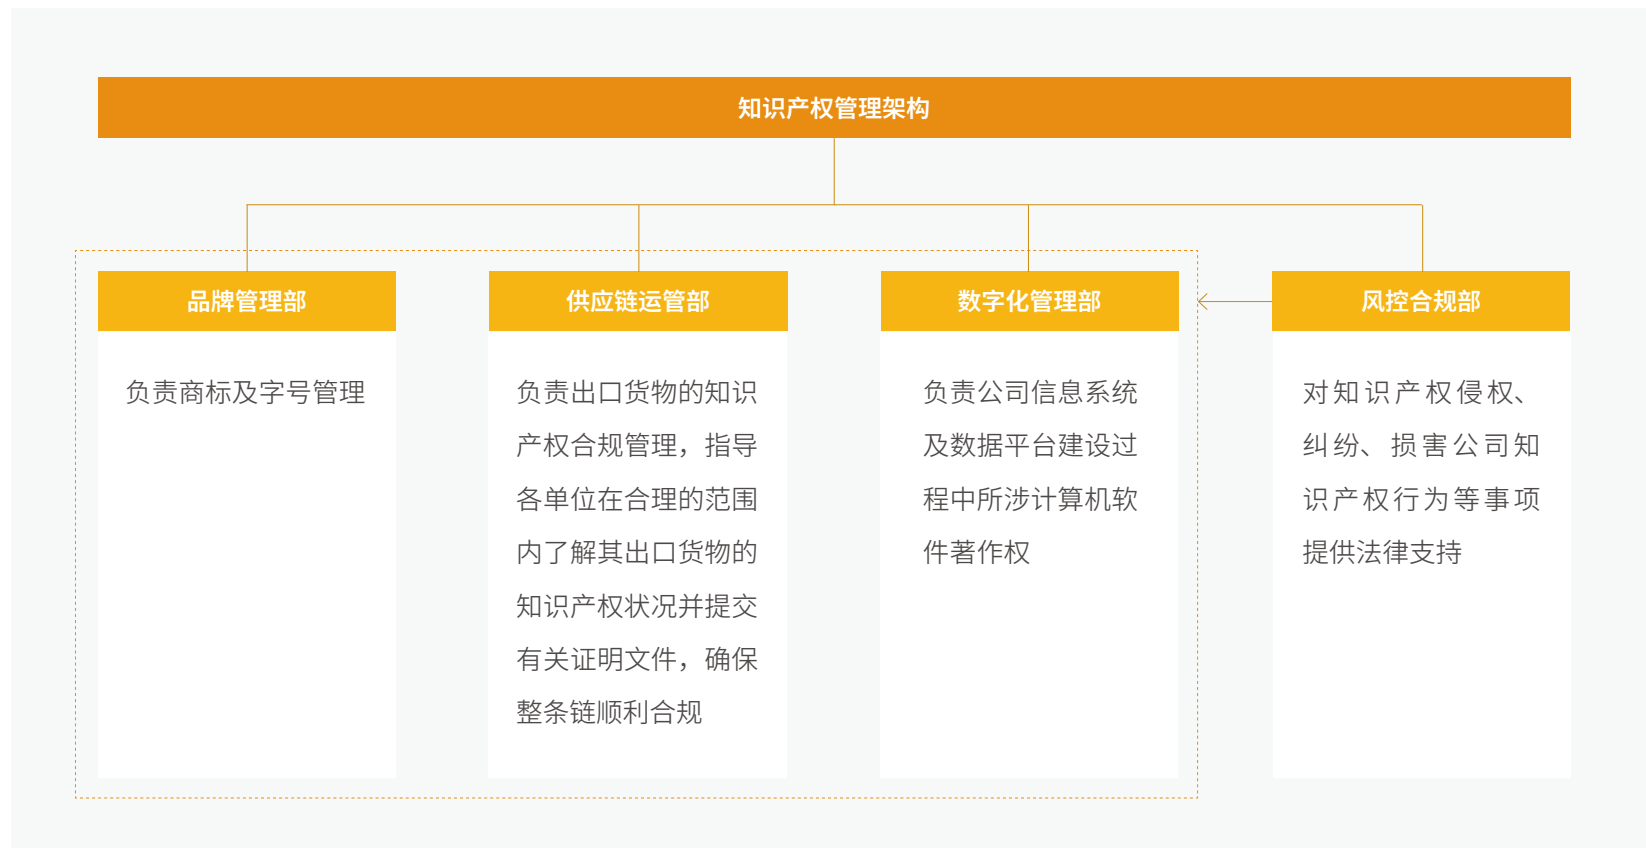 知识产权管理架构
品牌管理部
负责商标及字号管理
供应链运管部
负责出口货物的知识
产权合规管理，指导
各单位在合理的范围
内了解其出口货物的
知识产权状况并提交
有关证明文件，确保
整条链顺利合规
数字化管理部
负责公司信息系统
及数据平台建设过
程中所涉计算机软
件著作权
风控合规部
对知识产权侵权、
纠纷、损害公司知
识产权行为等事项
提供法律支持